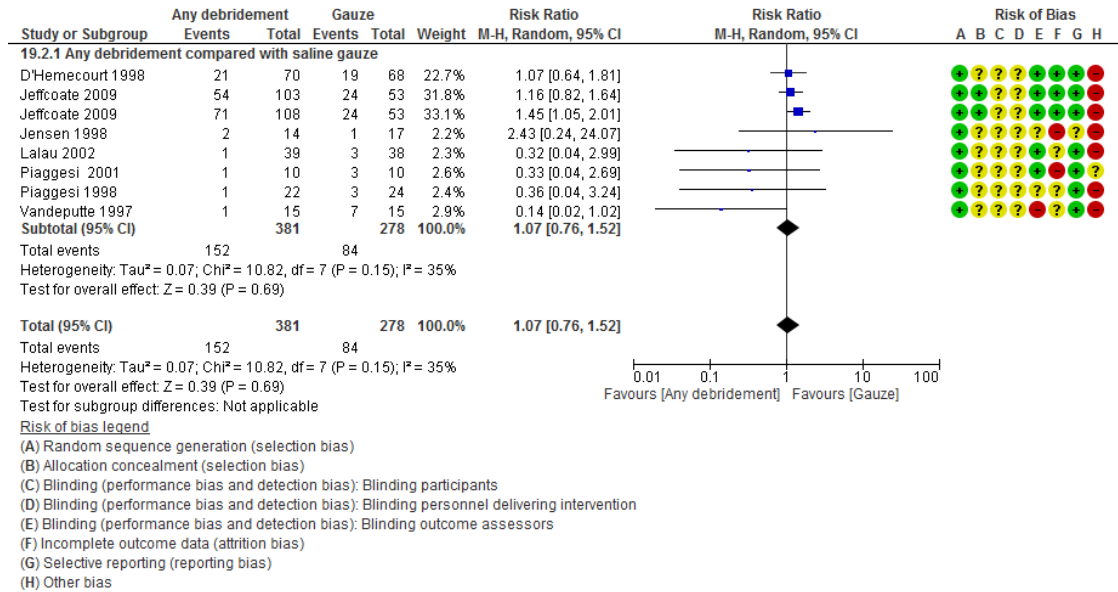 Any debridement Gauze Risk Ratio Risk Ratio Risk of Bias
Study or Subgroup Events Total Events Total Weight M-H, Random, 95% CI M-H, Random, 95% CI A B C D E F G H
19.2.1 Any debridement compared with saline gauze
D'Hemecourt 1998 21 70 19 68 22.7% 1.07 [0.64, 1.81] + ? ? ? + + + -
Jeffcoate 2009 54 103 24 53 31.8% 1.16 [0.82, 1.64] + + ? ? + + + -
Jeffcoate 2009 71 108 24 53 33.1% 1.45 [1.05, 2.01] + + ? ? + + + -
Jensen 1998 2 14 1 17 2.2% 2.43 [0.24, 24.07] + ? ? ? ? - ? -
Lalau 2002 1 39 3 38 2.3% 0.32 [0.04, 2.99] + ? ? ? + ? + -
Piaggesi 2001 1 10 3 10 2.6% 0.33 [0.04, 2.69] + ? ? ? + - + ?
Piaggesi 1998 1 22 3 24 2.4% 0.36 [0.04, 3.24] + ? ? ? ? ? + -
Vandeputte 1997 1 15 7 15 2.9% 0.14 [0.02, 1.02] + ? ? ? - ? + -
Subtotal (95% CI) 381 278 100.0% 1.07 [0.76, 1.52]
Total events 152 84
Heterogeneity: Tau² = 0.07; Chi² = 10.82, df = 7 (P = 0.15); I² = 35%
Test for overall effect: Z = 0.39 (P = 0.69)
Total (95% CI) 381 278 100.0% 1.07 [0.76, 1.52]
Total events 152 84
Heterogeneity: Tau² = 0.07; Chi² = 10.82, df = 7 (P = 0.15); I² = 35%
Test for overall effect: Z = 0.39 (P = 0.69)
Test for subgroup differences: Not applicable
0.01 0.1 1 10 100
Favours [Any debridement] Favours [Gauze]
Risk of bias legend
(A) Random sequence generation (selection bias)
(B) Allocation concealment (selection bias)
(C) Blinding (performance bias and detection bias): Blinding participants
(D) Blinding (performance bias and detection bias): Blinding personnel delivering intervention
(E) Blinding (performance bias and detection bias): Blinding outcome assessors
(F) Incomplete outcome data (attrition bias)
(G) Selective reporting (reporting bias)
(H) Other bias